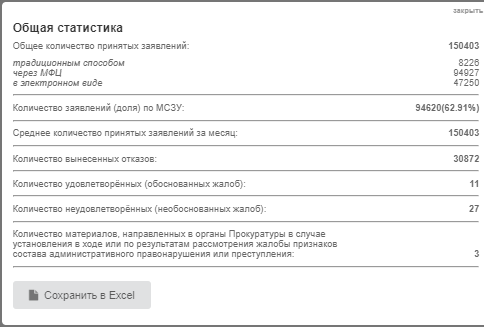 закрыть
Общая статистика
Общее количество принятых заявлений: 150403
традиционным способом 8226
через МФЦ 94927
в электронном виде 47250
Количество заявлений (доля) по МСЗУ: 94620(62.91%)
Среднее количество принятых заявлений за месяц: 150403
Количество вынесенных отказов: 30872
Количество удовлетворённых (обоснованных жалоб): 11
Количество неудовлетворённых (необоснованных жалоб): 27
Количество материалов, направленных в органы Прокуратуры в случае
установления в ходе или по результатам рассмотрения жалобы признаков
состава административного правонарушения или преступления: 3
Сохранить в Excel